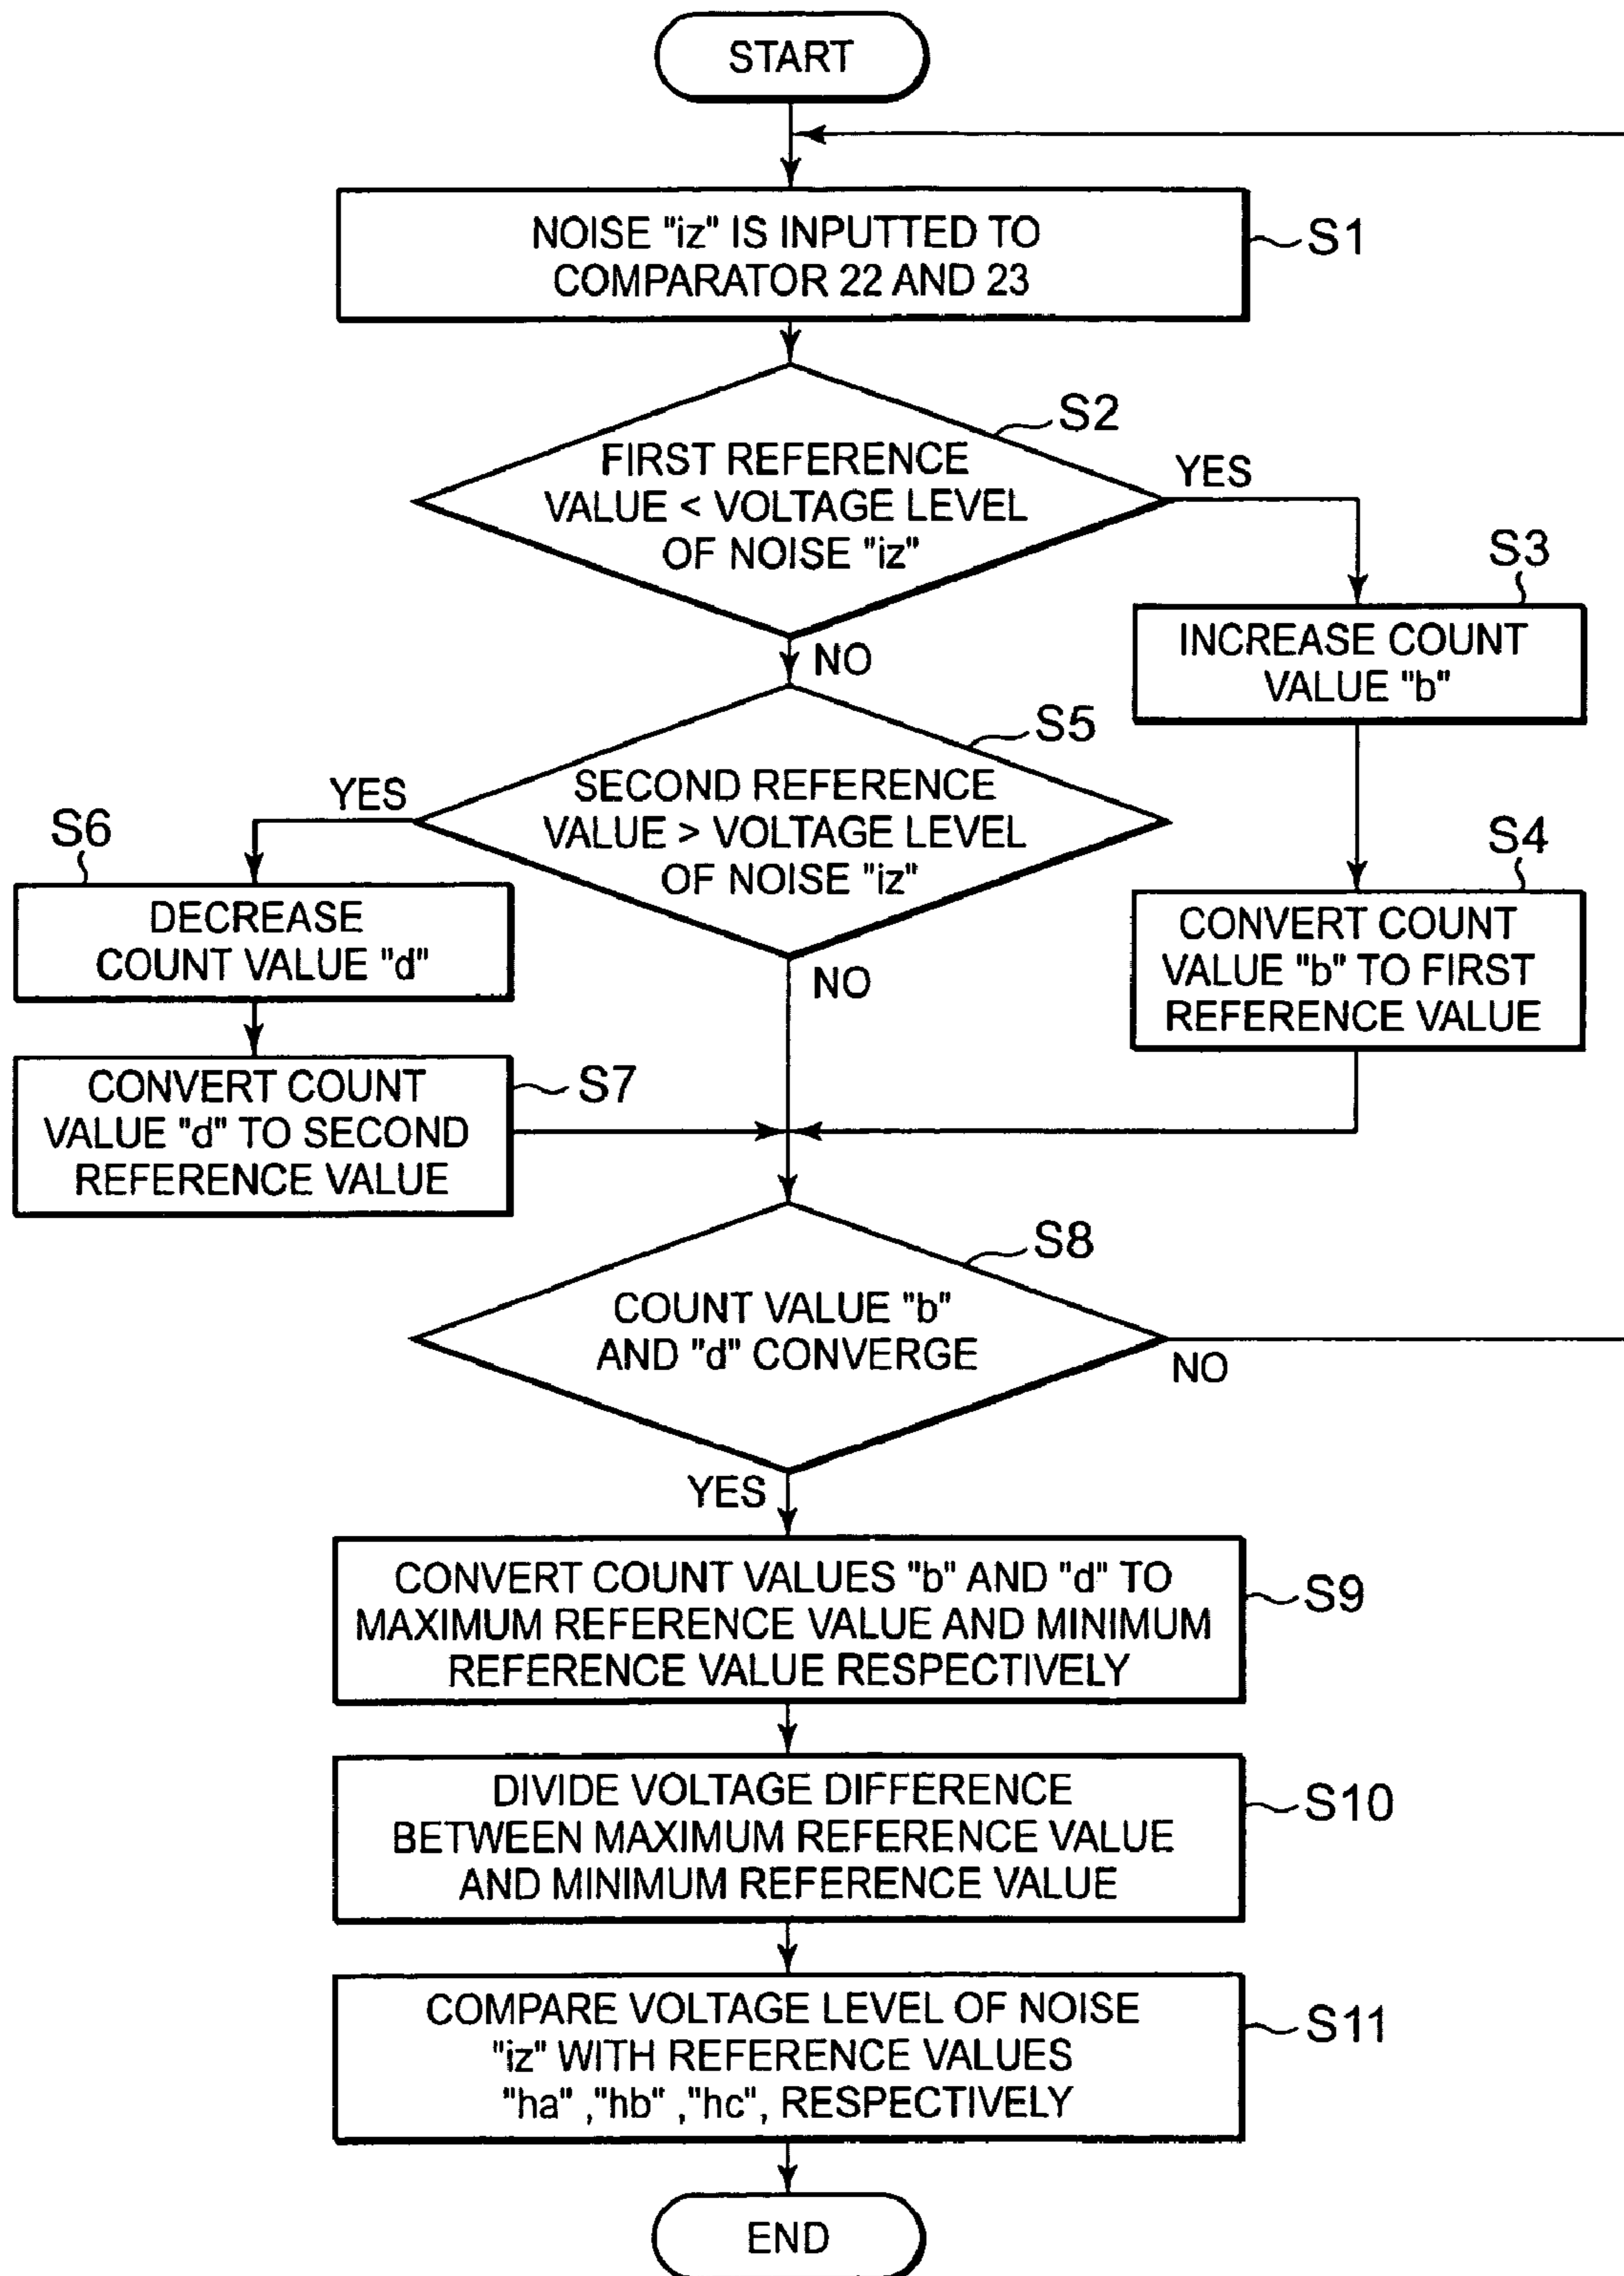 START
NOISE "iz" IS INPUTTED TO
COMPARATOR 22 AND 23
S1
FIRST REFERENCE
VALUE < VOLTAGE LEVEL
OF NOISE "iz"
S2
YES
NO
S3
INCREASE COUNT
VALUE "b"
S4
CONVERT COUNT
VALUE "b" TO FIRST
REFERENCE VALUE
S5
SECOND REFERENCE
VALUE > VOLTAGE LEVEL
OF NOISE "iz"
YES
NO
S6
DECREASE
COUNT VALUE "d"
CONVERT COUNT
VALUE "d" TO SECOND
REFERENCE VALUE
S7
S8
COUNT VALUE "b"
AND "d" CONVERGE
NO
YES
CONVERT COUNT VALUES "b" AND "d" TO
MAXIMUM REFERENCE VALUE AND MINIMUM
REFERENCE VALUE RESPECTIVELY
S9
DIVIDE VOLTAGE DIFFERENCE
BETWEEN MAXIMUM REFERENCE VALUE
AND MINIMUM REFERENCE VALUE
S10
COMPARE VOLTAGE LEVEL OF NOISE
"iz" WITH REFERENCE VALUES
"ha" ,"hb" ,"hc", RESPECTIVELY
S11
END